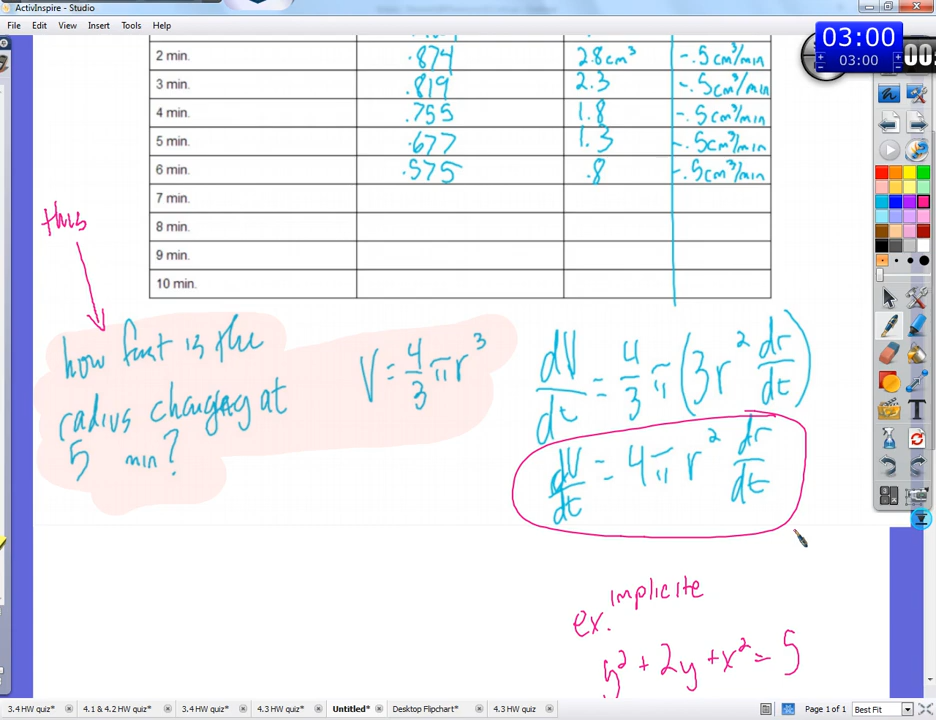 ActivInspire - Studio
File Edit View Insert Tools Help
03:00
03:00
2 min. .874 2.8cm³ -.5cm³/min
3 min. .819 2.3 -.5cm³/min
4 min. .755 1.8 -.5cm³/min
5 min. .677 1.3 -.5cm³/min
6 min. .575 .8 -.5cm³/min
7 min.
8 min.
9 min.
10 min.
this
how fast is the
radius changing at
5 min?
V = 4/3 πr³
dV/dt = 4/3 π(3r² dr/dt)
dV/dt = 4πr² dr/dt
implicite
ex.
y² + 2y + x² = 5
3.4 HW quiz* 4.1 & 4.2 HW quiz* 3.4 HW quiz* 4.3 HW quiz* Untitled* Desktop Flipchart* 4.3 HW quiz Page 1 of 1 Best Fit